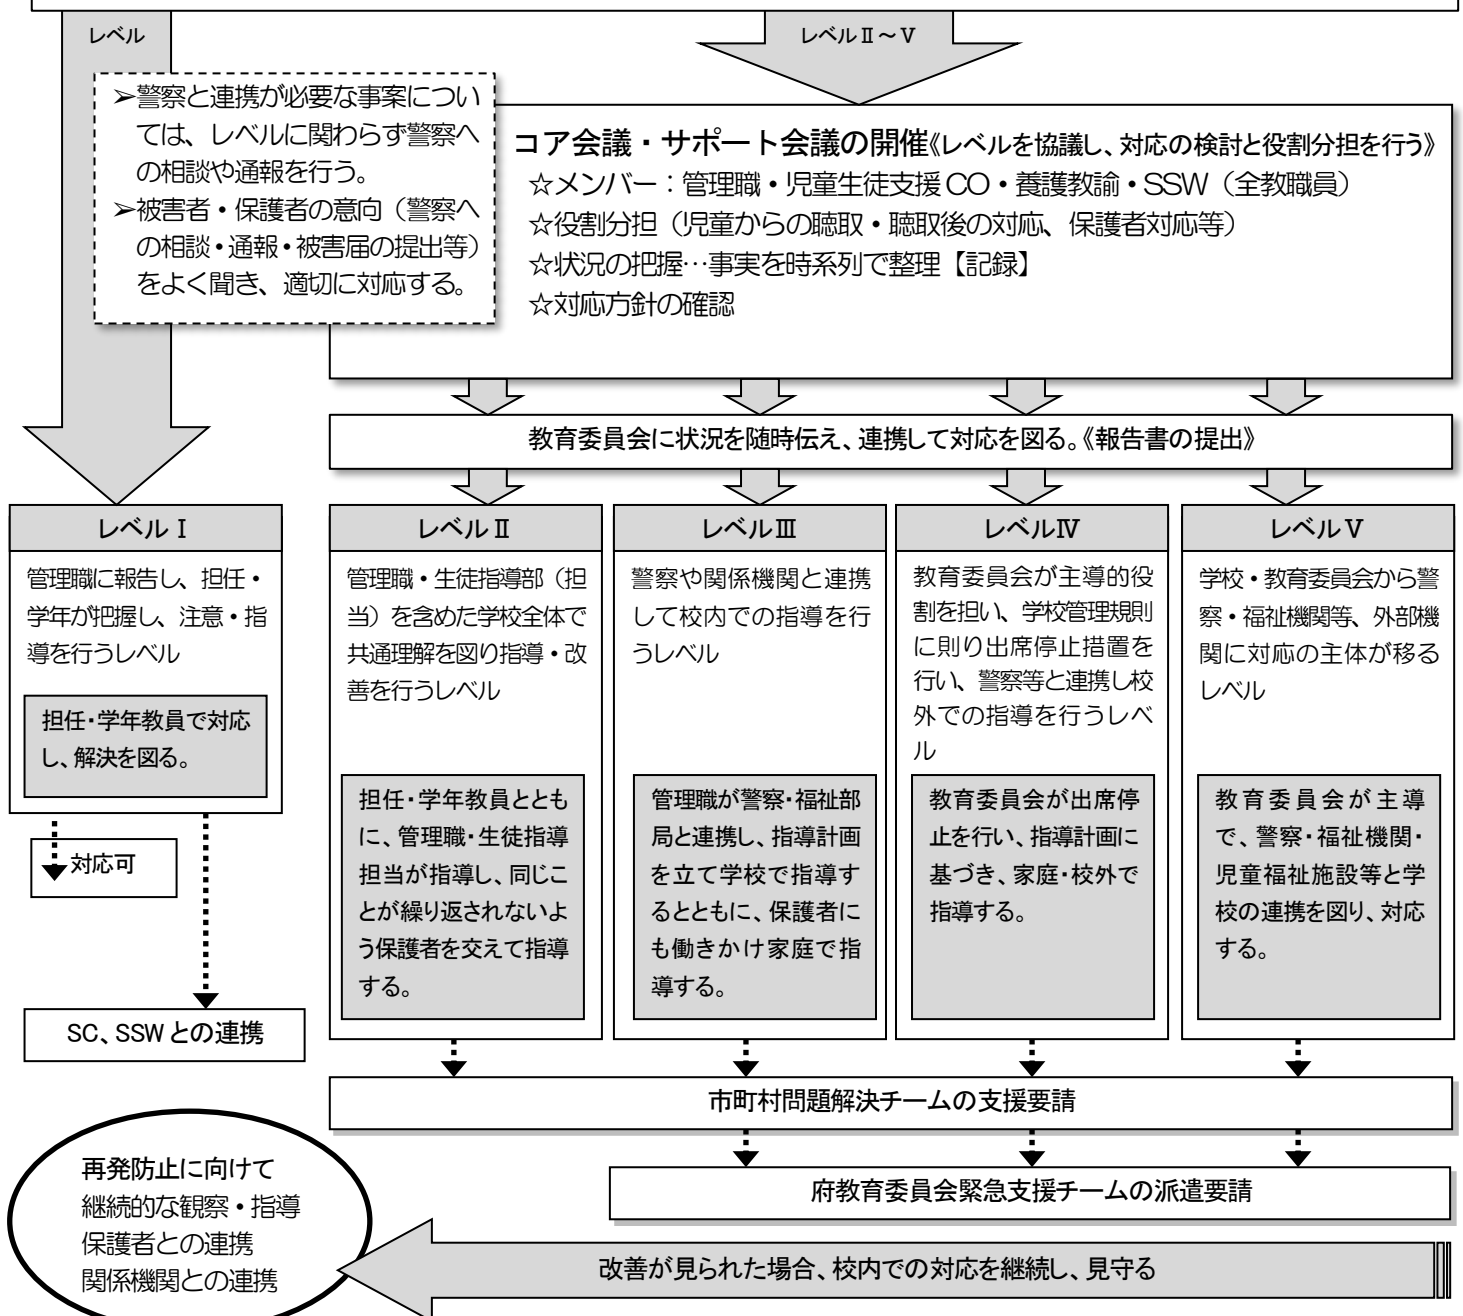 レベル
レベルⅡ～Ⅴ
➢警察と連携が必要な事案につい
ては、レベルに関わらず警察へ
の相談や通報を行う。
➢被害者・保護者の意向（警察へ
の相談・通報・被害届の提出等）
をよく聞き、適切に対応する。
コア会議・サポート会議の開催《レベルを協議し、対応の検討と役割分担を行う》
☆メンバー：管理職・児童生徒支援CO・養護教諭・SSW（全教職員）
☆役割分担（児童からの聴取・聴取後の対応、保護者対応等）
☆状況の把握…事実を時系列で整理【記録】
☆対応方針の確認
教育委員会に状況を随時伝え、連携して対応を図る。《報告書の提出》
レベルⅠ
管理職に報告し、担任・
学年が把握し、注意・指
導を行うレベル
担任・学年教員で対応
し、解決を図る。
対応可
SC、SSWとの連携
レベルⅡ
管理職・生徒指導部（担
当）を含めた学校全体で
共通理解を図り指導・改
善を行うレベル
担任・学年教員ととも
に、管理職・生徒指導
担当が指導し、同じこ
とが繰り返されないよ
う保護者を交えて指導
する。
レベルⅢ
警察や関係機関と連携
して校内での指導を行
うレベル
管理職が警察・福祉部
局と連携し、指導計画
を立て学校で指導す
るとともに、保護者に
も働きかけ家庭で指
導する。
レベルⅣ
教育委員会が主導的役
割を担い、学校管理規則
に則り出席停止措置を
行い、警察等と連携し校
外での指導を行うレベ
ル
教育委員会が出席停
止を行い、指導計画に
基づき、家庭・校外で
指導する。
レベルⅤ
学校・教育委員会から警
察・福祉機関等、外部機
関に対応の主体が移る
レベル
教育委員会が主導
で、警察・福祉機関・
児童福祉施設等と学
校の連携を図り、対応
する。
市町村問題解決チームの支援要請
府教育委員会緊急支援チームの派遣要請
再発防止に向けて
継続的な観察・指導
保護者との連携
関係機関との連携
改善が見られた場合、校内での対応を継続し、見守る